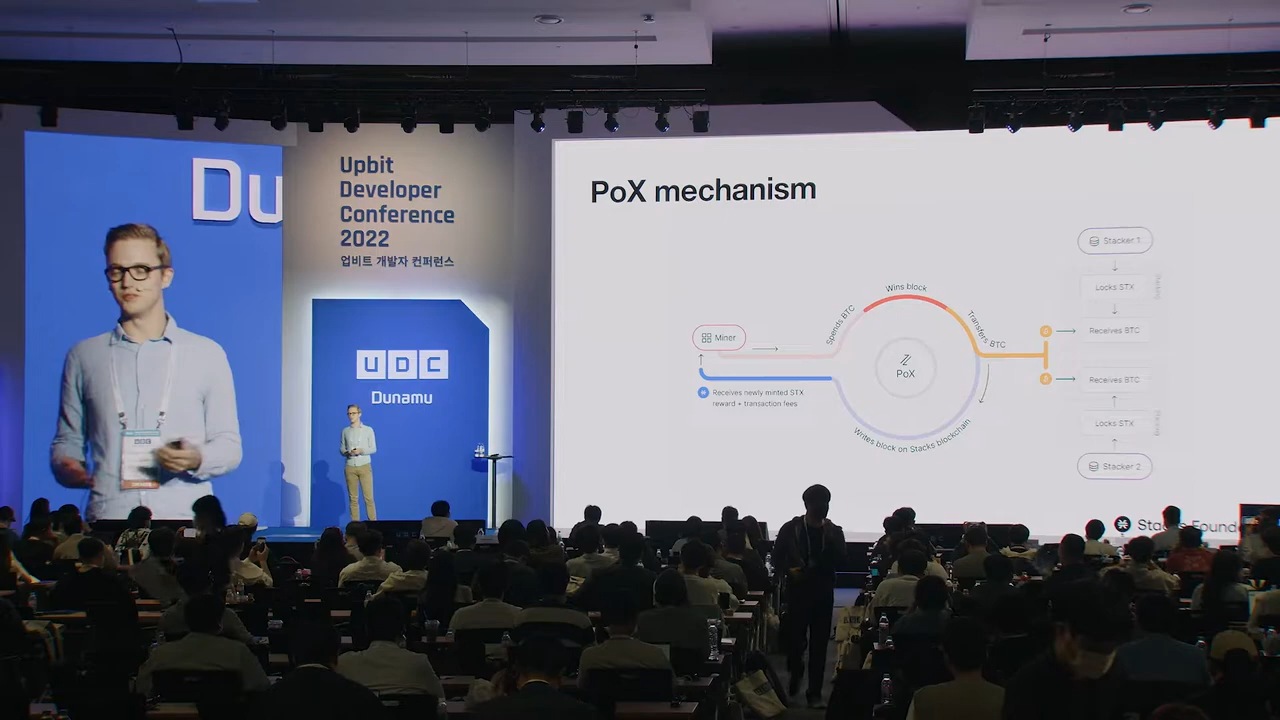 Du
Upbit
Developer
Conference
2022
업비트 개발자 컨퍼런스
UDC
Dunamu
PoX mechanism
Miner
Receives newly minted STX
reward + transaction fees
Spends BTC
Wins block
Transfers BTC
PoX
Writes block on Stacks blockchain
Stacker 1
Locks STX
Receives BTC
Receives BTC
Locks STX
Stacker 2